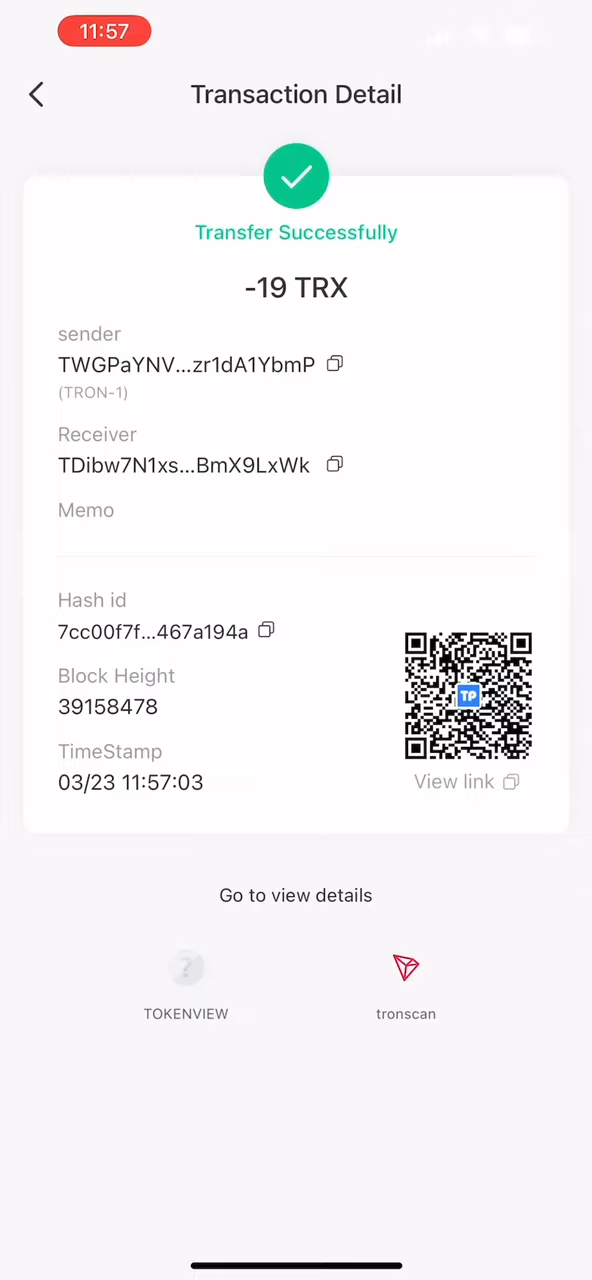 11:57
Transaction Detail
Transfer Successfully
-19 TRX
sender
TWGPaYNV...zr1dA1YbmP
(TRON-1)
Receiver
TDibw7N1xs...BmX9LxWk
Memo
Hash id
7cc00f7f...467a194a
Block Height
39158478
TP
TimeStamp
03/23 11:57:03
View link
Go to view details
?
TOKENVIEW
tronscan